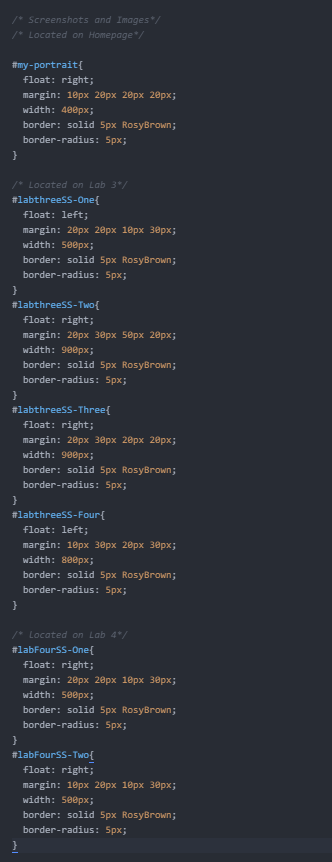 /* Screenshots and Images*/
/* Located on Homepage*/
#my-portrait{
float: right;
margin: 10px 20px 20px 20px;
width: 400px;
border: solid 5px RosyBrown;
border-radius: 5px;
}
/* Located on Lab 3*/
#labthreeSS-One{
float: left;
margin: 20px 20px 10px 30px;
width: 500px;
border: solid 5px RosyBrown;
border-radius: 5px;
}
#labthreeSS-Two{
float: right;
margin: 20px 30px 50px 20px;
width: 900px;
border: solid 5px RosyBrown;
border-radius: 5px;
}
#labthreeSS-Three{
float: right;
margin: 20px 30px 20px 20px;
width: 900px;
border: solid 5px RosyBrown;
border-radius: 5px;
}
#labthreeSS-Four{
float: left;
margin: 10px 30px 20px 30px;
width: 800px;
border: solid 5px RosyBrown;
border-radius: 5px;
}
/* Located on Lab 4*/
#labFourSS-One{
float: right;
margin: 20px 20px 10px 30px;
width: 500px;
border: solid 5px RosyBrown;
border-radius: 5px;
}
#labFourSS-Two{
float: right;
margin: 10px 20px 10px 30px;
width: 500px;
border: solid 5px RosyBrown;
border-radius: 5px;
}